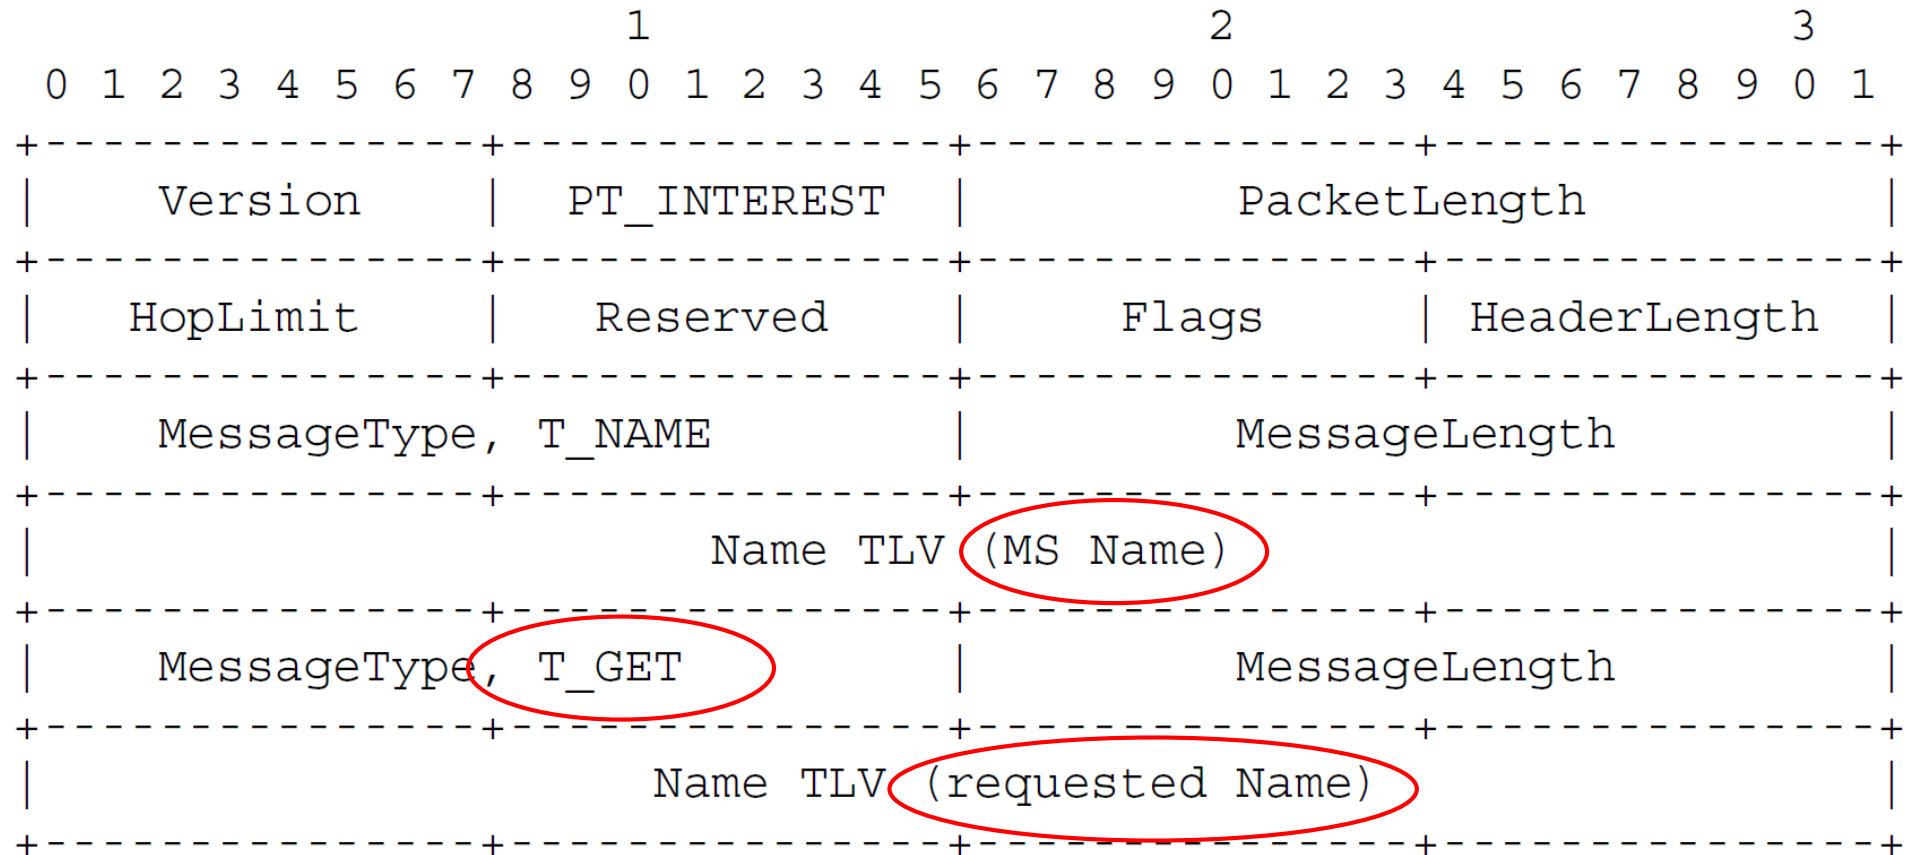 1                   2                   3
 0 1 2 3 4 5 6 7 8 9 0 1 2 3 4 5 6 7 8 9 0 1 2 3 4 5 6 7 8 9 0 1
+---------------+---------------+---------------+---------------+
|    Version    |  PT_INTEREST  |         PacketLength          |
+---------------+---------------+---------------+---------------+
|   HopLimit    |   Reserved    |     Flags     | HeaderLength  |
+---------------+---------------+---------------+---------------+
|    MessageType, T_NAME        |         MessageLength         |
+---------------+---------------+---------------+---------------+
|                       Name TLV (MS Name)                      |
+---------------+---------------+---------------+---------------+
|    MessageType, T_GET         |         MessageLength         |
+---------------+---------------+---------------+---------------+
|                     Name TLV (requested Name)                 |
+---------------+---------------+---------------+---------------+